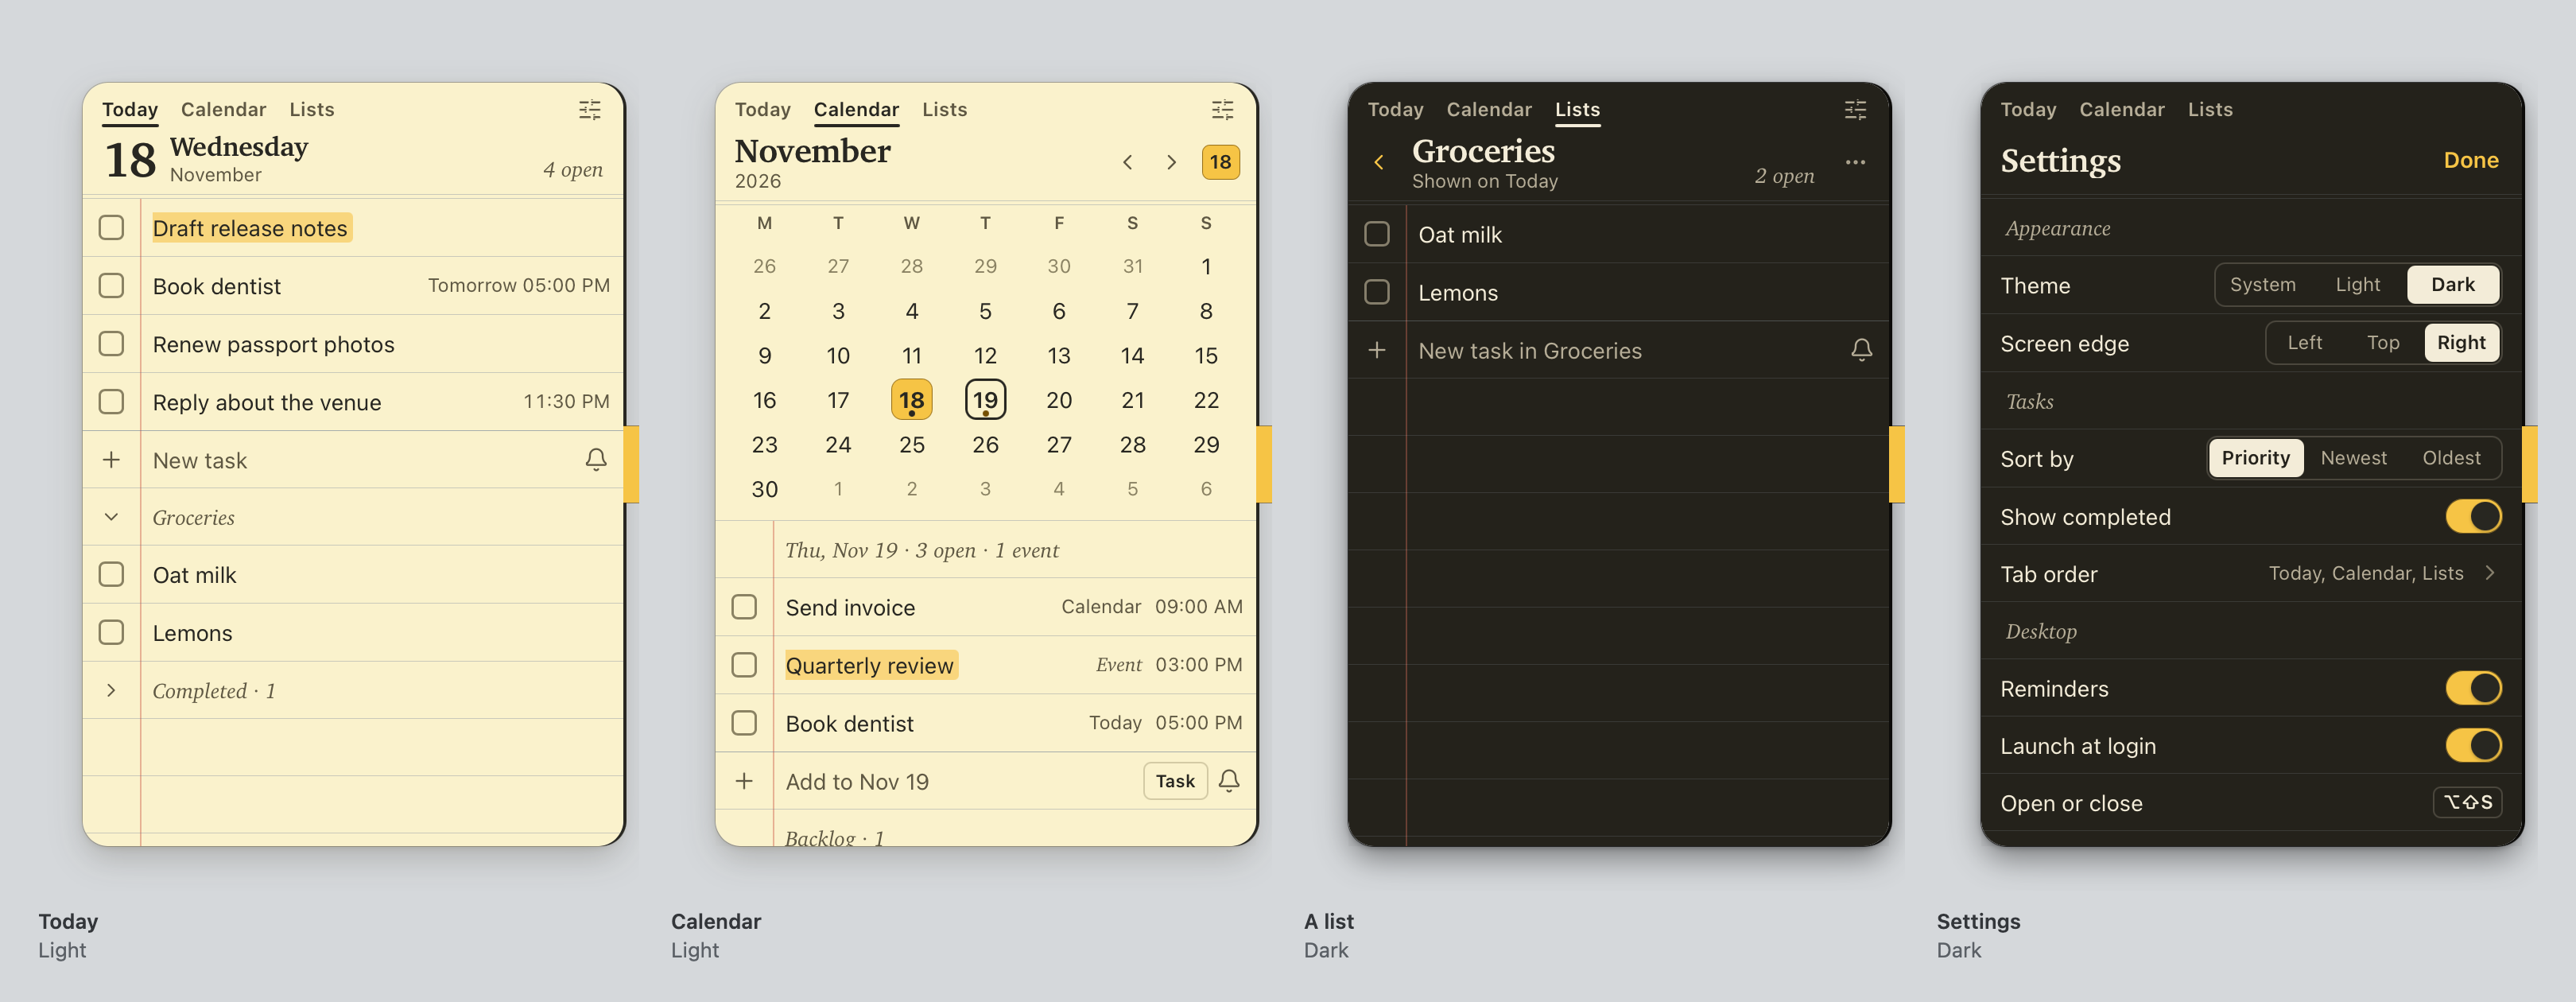 Today Calendar Lists
18 Wednesday
November
4 open
Draft release notes
Book dentist Tomorrow 05:00 PM
Renew passport photos
Reply about the venue 11:30 PM
New task
Groceries
Oat milk
Lemons
Completed · 1
Today
Light
Today Calendar Lists
November
2026
18
M T W T F S S
26 27 28 29 30 31 1
2 3 4 5 6 7 8
9 10 11 12 13 14 15
16 17 18 19 20 21 22
23 24 25 26 27 28 29
30 1 2 3 4 5 6
Thu, Nov 19 · 3 open · 1 event
Send invoice Calendar 09:00 AM
Quarterly review Event 03:00 PM
Book dentist Today 05:00 PM
Add to Nov 19 Task
Backlog · 1
Calendar
Light
Today Calendar Lists
Groceries
Shown on Today
2 open
Oat milk
Lemons
New task in Groceries
A list
Dark
Today Calendar Lists
Settings Done
Appearance
Theme System Light Dark
Screen edge Left Top Right
Tasks
Sort by Priority Newest Oldest
Show completed
Tab order Today, Calendar, Lists
Desktop
Reminders
Launch at login
Open or close ⌥⇧S
Settings
Dark